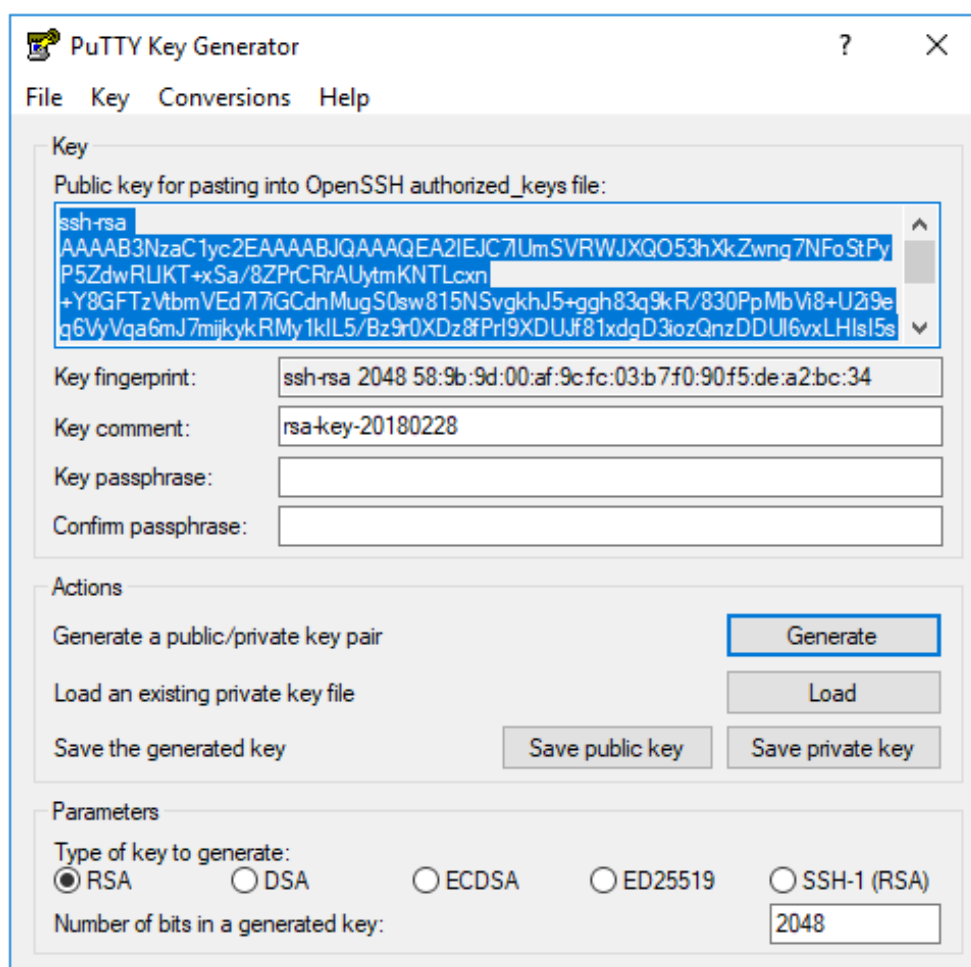 PuTTY Key Generator
File Key Conversions Help
Key
Public key for pasting into OpenSSH authorized_keys file:
ssh-rsa
AAAAB3NzaC1yc2EAAAABJQAAAQEA2IEJC7lUmSVRWJXQO53hXkZwng7NFoStPy
P5ZdwRLlKT+xSa/8ZPrCRrAUytmKNTLcxn
+Y8GFTzVtbmVEd7l7iGCdnMugS0sw815NSvgkhJ5+ggh83q9kR/830PpMbVi8+U2i9e
q6VyVqa6mJ7mijkykRMy1kIL5/Bz9r0XDz8fPrI9XDUJf81xdgD3iozQnzDDUI6vxLHIsI5s
Key fingerprint: ssh-rsa 2048 58:9b:9d:00:af:9c:fc:03:b7:f0:90:f5:de:a2:bc:34
Key comment: rsa-key-20180228
Key passphrase:
Confirm passphrase:
Actions
Generate a public/private key pair Generate
Load an existing private key file Load
Save the generated key Save public key Save private key
Parameters
Type of key to generate:
RSA DSA ECDSA ED25519 SSH-1 (RSA)
Number of bits in a generated key: 2048